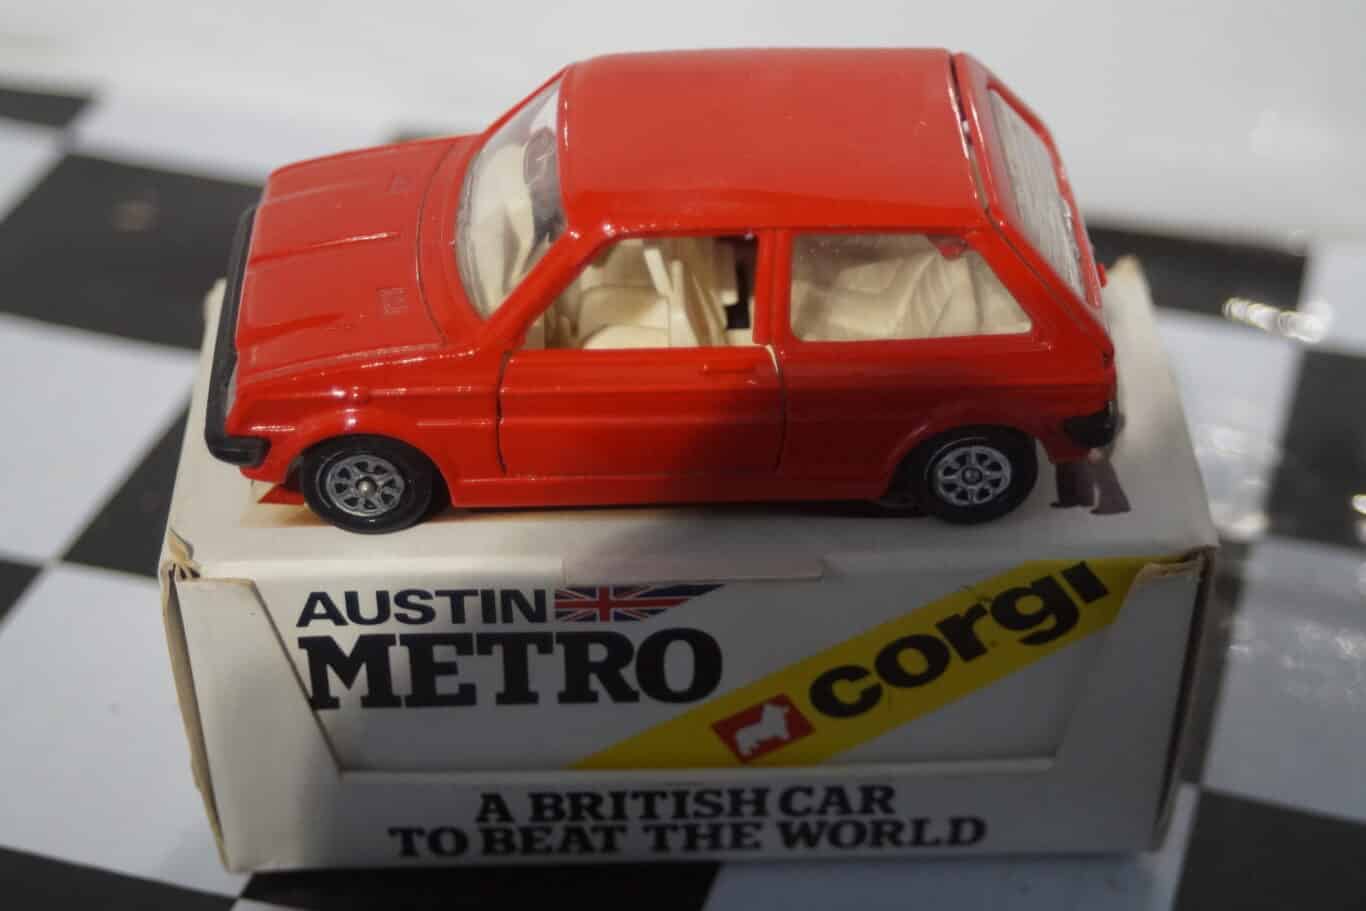 AUSTIN
METRO
corgi
A BRITISH CAR
TO BEAT THE WORLD